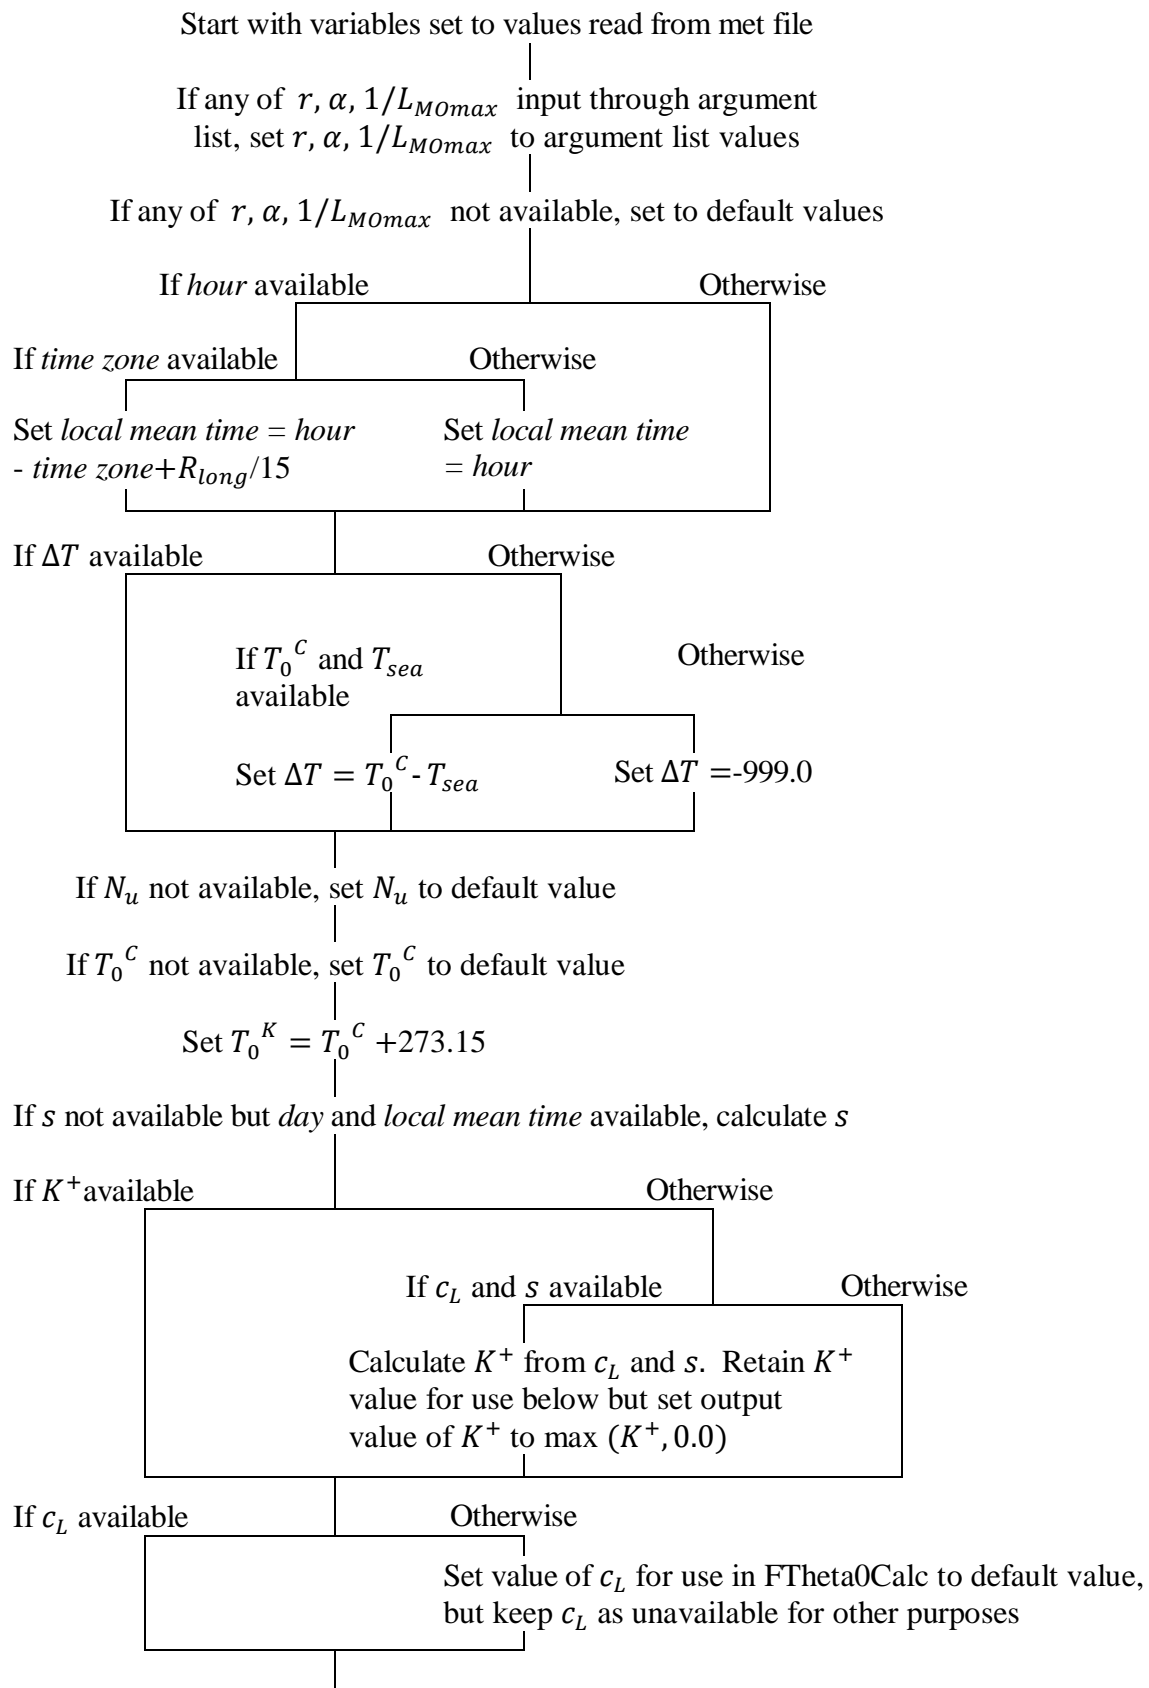 Start with variables set to values read from met file
If any of r, α, 1/L_MOmax input through argument
list, set r, α, 1/L_MOmax to argument list values
If any of r, α, 1/L_MOmax not available, set to default values
If hour available
Otherwise
If time zone available
Otherwise
Set local mean time = hour
- time zone+R_long/15
Set local mean time
= hour
If ΔT available
Otherwise
If T_0^C and T_sea
available
Otherwise
Set ΔT = T_0^C - T_sea
Set ΔT =-999.0
If N_u not available, set N_u to default value
If T_0^C not available, set T_0^C to default value
Set T_0^K = T_0^C +273.15
If s not available but day and local mean time available, calculate s
If K^+ available
Otherwise
If c_L and s available
Otherwise
Calculate K^+ from c_L and s. Retain K^+
value for use below but set output
value of K^+ to max (K^+, 0.0)
If c_L available
Otherwise
Set value of c_L for use in FTheta0Calc to default value,
but keep c_L as unavailable for other purposes